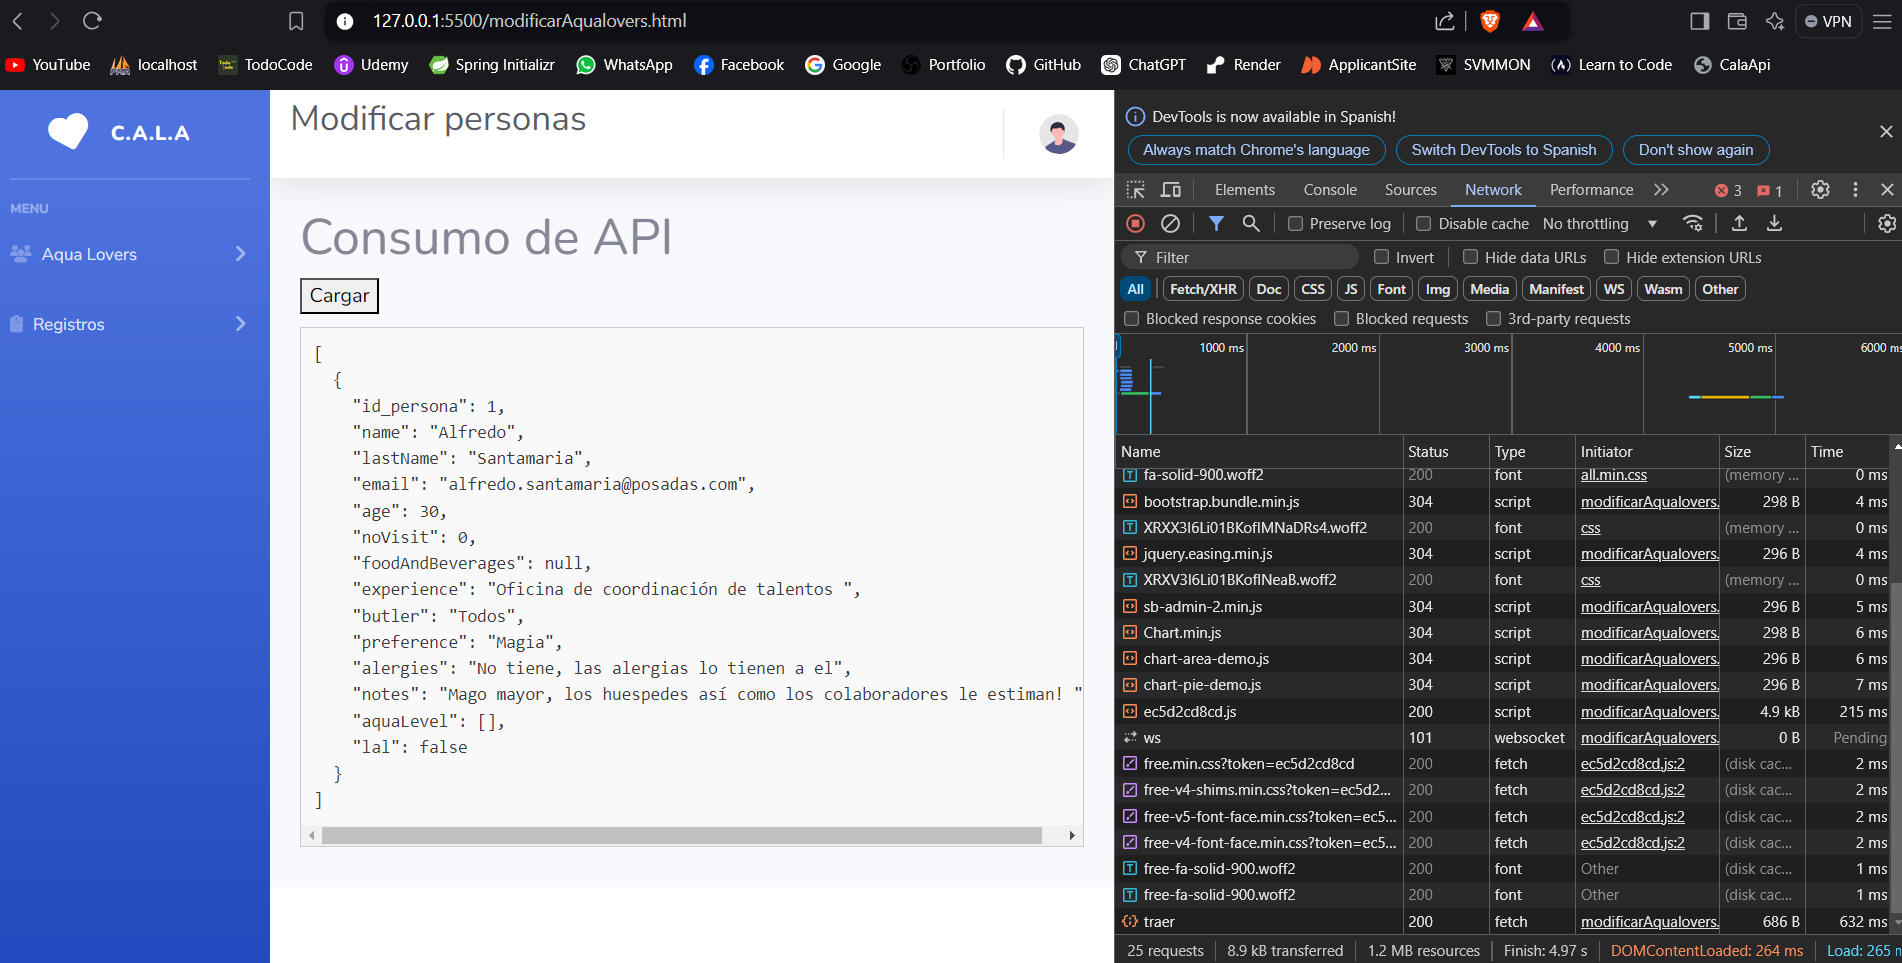 127.0.0.1:5500/modificarAqualovers.html
VPN
YouTube localhost TodoCode Udemy Spring Initializr WhatsApp Facebook Google Portfolio GitHub ChatGPT Render ApplicantSite SVMMON Learn to Code CalaApi
C.A.L.A
MENU
Aqua Lovers
Registros
Modificar personas
Consumo de API
Cargar
[
{
"id_persona": 1,
"name": "Alfredo",
"lastName": "Santamaria",
"email": "alfredo.santamaria@posadas.com",
"age": 30,
"noVisit": 0,
"foodAndBeverages": null,
"experience": "Oficina de coordinación de talentos ",
"butler": "Todos",
"preference": "Magia",
"alergies": "No tiene, las alergias lo tienen a el",
"notes": "Mago mayor, los huespedes así como los colaboradores le estiman! "
"aquaLevel": [],
"lal": false
}
]
DevTools is now available in Spanish!
Always match Chrome's language Switch DevTools to Spanish Don't show again
Elements Console Sources Network Performance 3 1
Preserve log Disable cache No throttling
Filter Invert Hide data URLs Hide extension URLs
All Fetch/XHR Doc CSS JS Font Img Media Manifest WS Wasm Other
Blocked response cookies Blocked requests 3rd-party requests
1000 ms 2000 ms 3000 ms 4000 ms 5000 ms 6000 ms
Name Status Type Initiator Size Time
fa-solid-900.woff2 200 font all.min.css (memory ... 0 ms
bootstrap.bundle.min.js 304 script modificarAqualovers. 298 B 4 ms
XRXX3I6Li01BKofIMNaDRs4.woff2 200 font css (memory ... 0 ms
jquery.easing.min.js 304 script modificarAqualovers. 296 B 4 ms
XRXV3I6Li01BKofINeaB.woff2 200 font css (memory ... 0 ms
sb-admin-2.min.js 304 script modificarAqualovers. 296 B 5 ms
Chart.min.js 304 script modificarAqualovers. 298 B 6 ms
chart-area-demo.js 304 script modificarAqualovers. 296 B 6 ms
chart-pie-demo.js 304 script modificarAqualovers. 296 B 7 ms
ec5d2cd8cd.js 200 script modificarAqualovers. 4.9 kB 215 ms
ws 101 websocket modificarAqualovers. 0 B Pending
free.min.css?token=ec5d2cd8cd 200 fetch ec5d2cd8cd.js:2 (disk cac... 2 ms
free-v4-shims.min.css?token=ec5d2... 200 fetch ec5d2cd8cd.js:2 (disk cac... 2 ms
free-v5-font-face.min.css?token=ec5... 200 fetch ec5d2cd8cd.js:2 (disk cac... 2 ms
free-v4-font-face.min.css?token=ec5... 200 fetch ec5d2cd8cd.js:2 (disk cac... 2 ms
free-fa-solid-900.woff2 200 font Other (disk cac... 1 ms
free-fa-solid-900.woff2 200 font Other (disk cac... 1 ms
traer 200 fetch modificarAqualovers. 686 B 632 ms
25 requests 8.9 kB transferred 1.2 MB resources Finish: 4.97 s DOMContentLoaded: 264 ms Load: 265 m